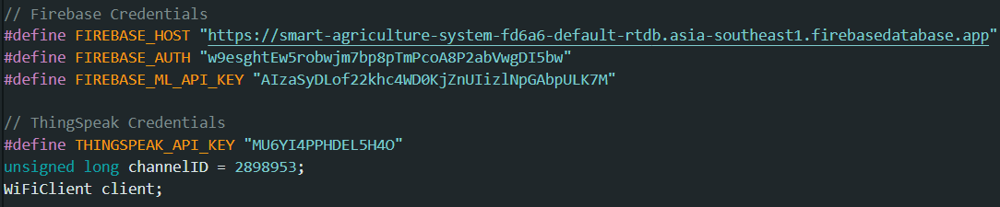 // Firebase Credentials
#define FIREBASE_HOST "https://smart-agriculture-system-fd6a6-default-rtdb.asia-southeast1.firebasedatabase.app"
#define FIREBASE_AUTH "w9esghtEw5robwjm7bp8pTmPcoA8P2abVwgDI5bw"
#define FIREBASE_ML_API_KEY "AIzaSyDLof22khc4WD0KjZnUIizlNpGAbpULK7M"
// ThingSpeak Credentials
#define THINGSPEAK_API_KEY "MU6YI4PPHDEL5H4O"
unsigned long channelID = 2898953;
WiFiClient client;